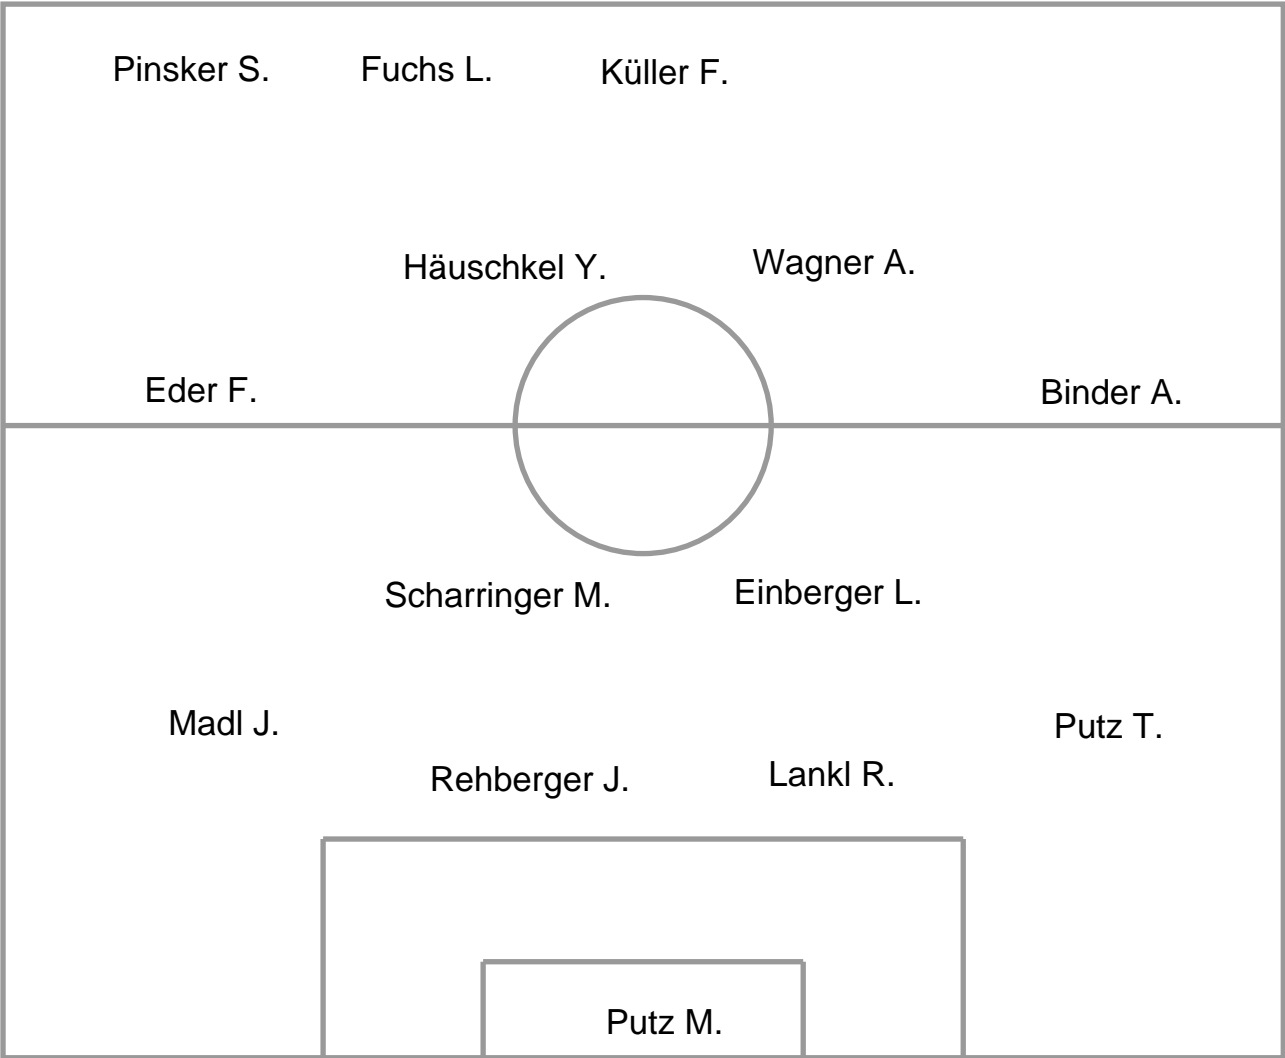 Pinsker S.
Fuchs L.
Küller F.
Häuschkel Y.
Wagner A.
Eder F.
Binder A.
Scharringer M.
Einberger L.
Madl J.
Putz T.
Rehberger J.
Lankl R.
Putz M.